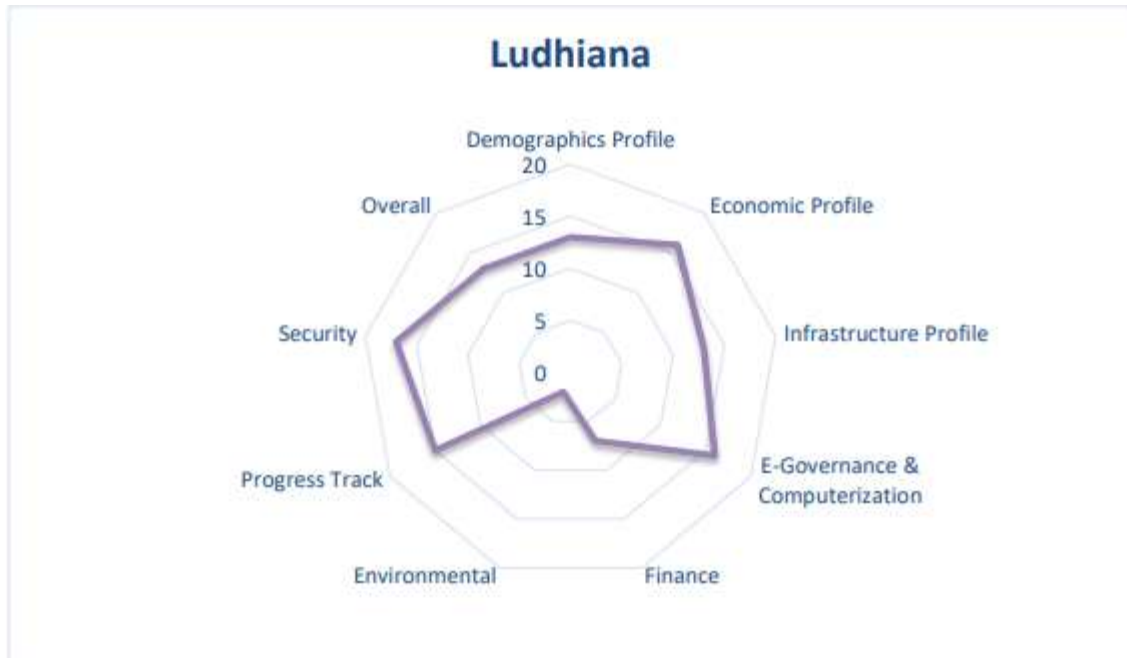 Ludhiana
Demographics Profile
20
Overall
Economic Profile
15
10
Security
Infrastructure Profile
5
0
Progress Track
E-Governance &
Computerization
Environmental
Finance